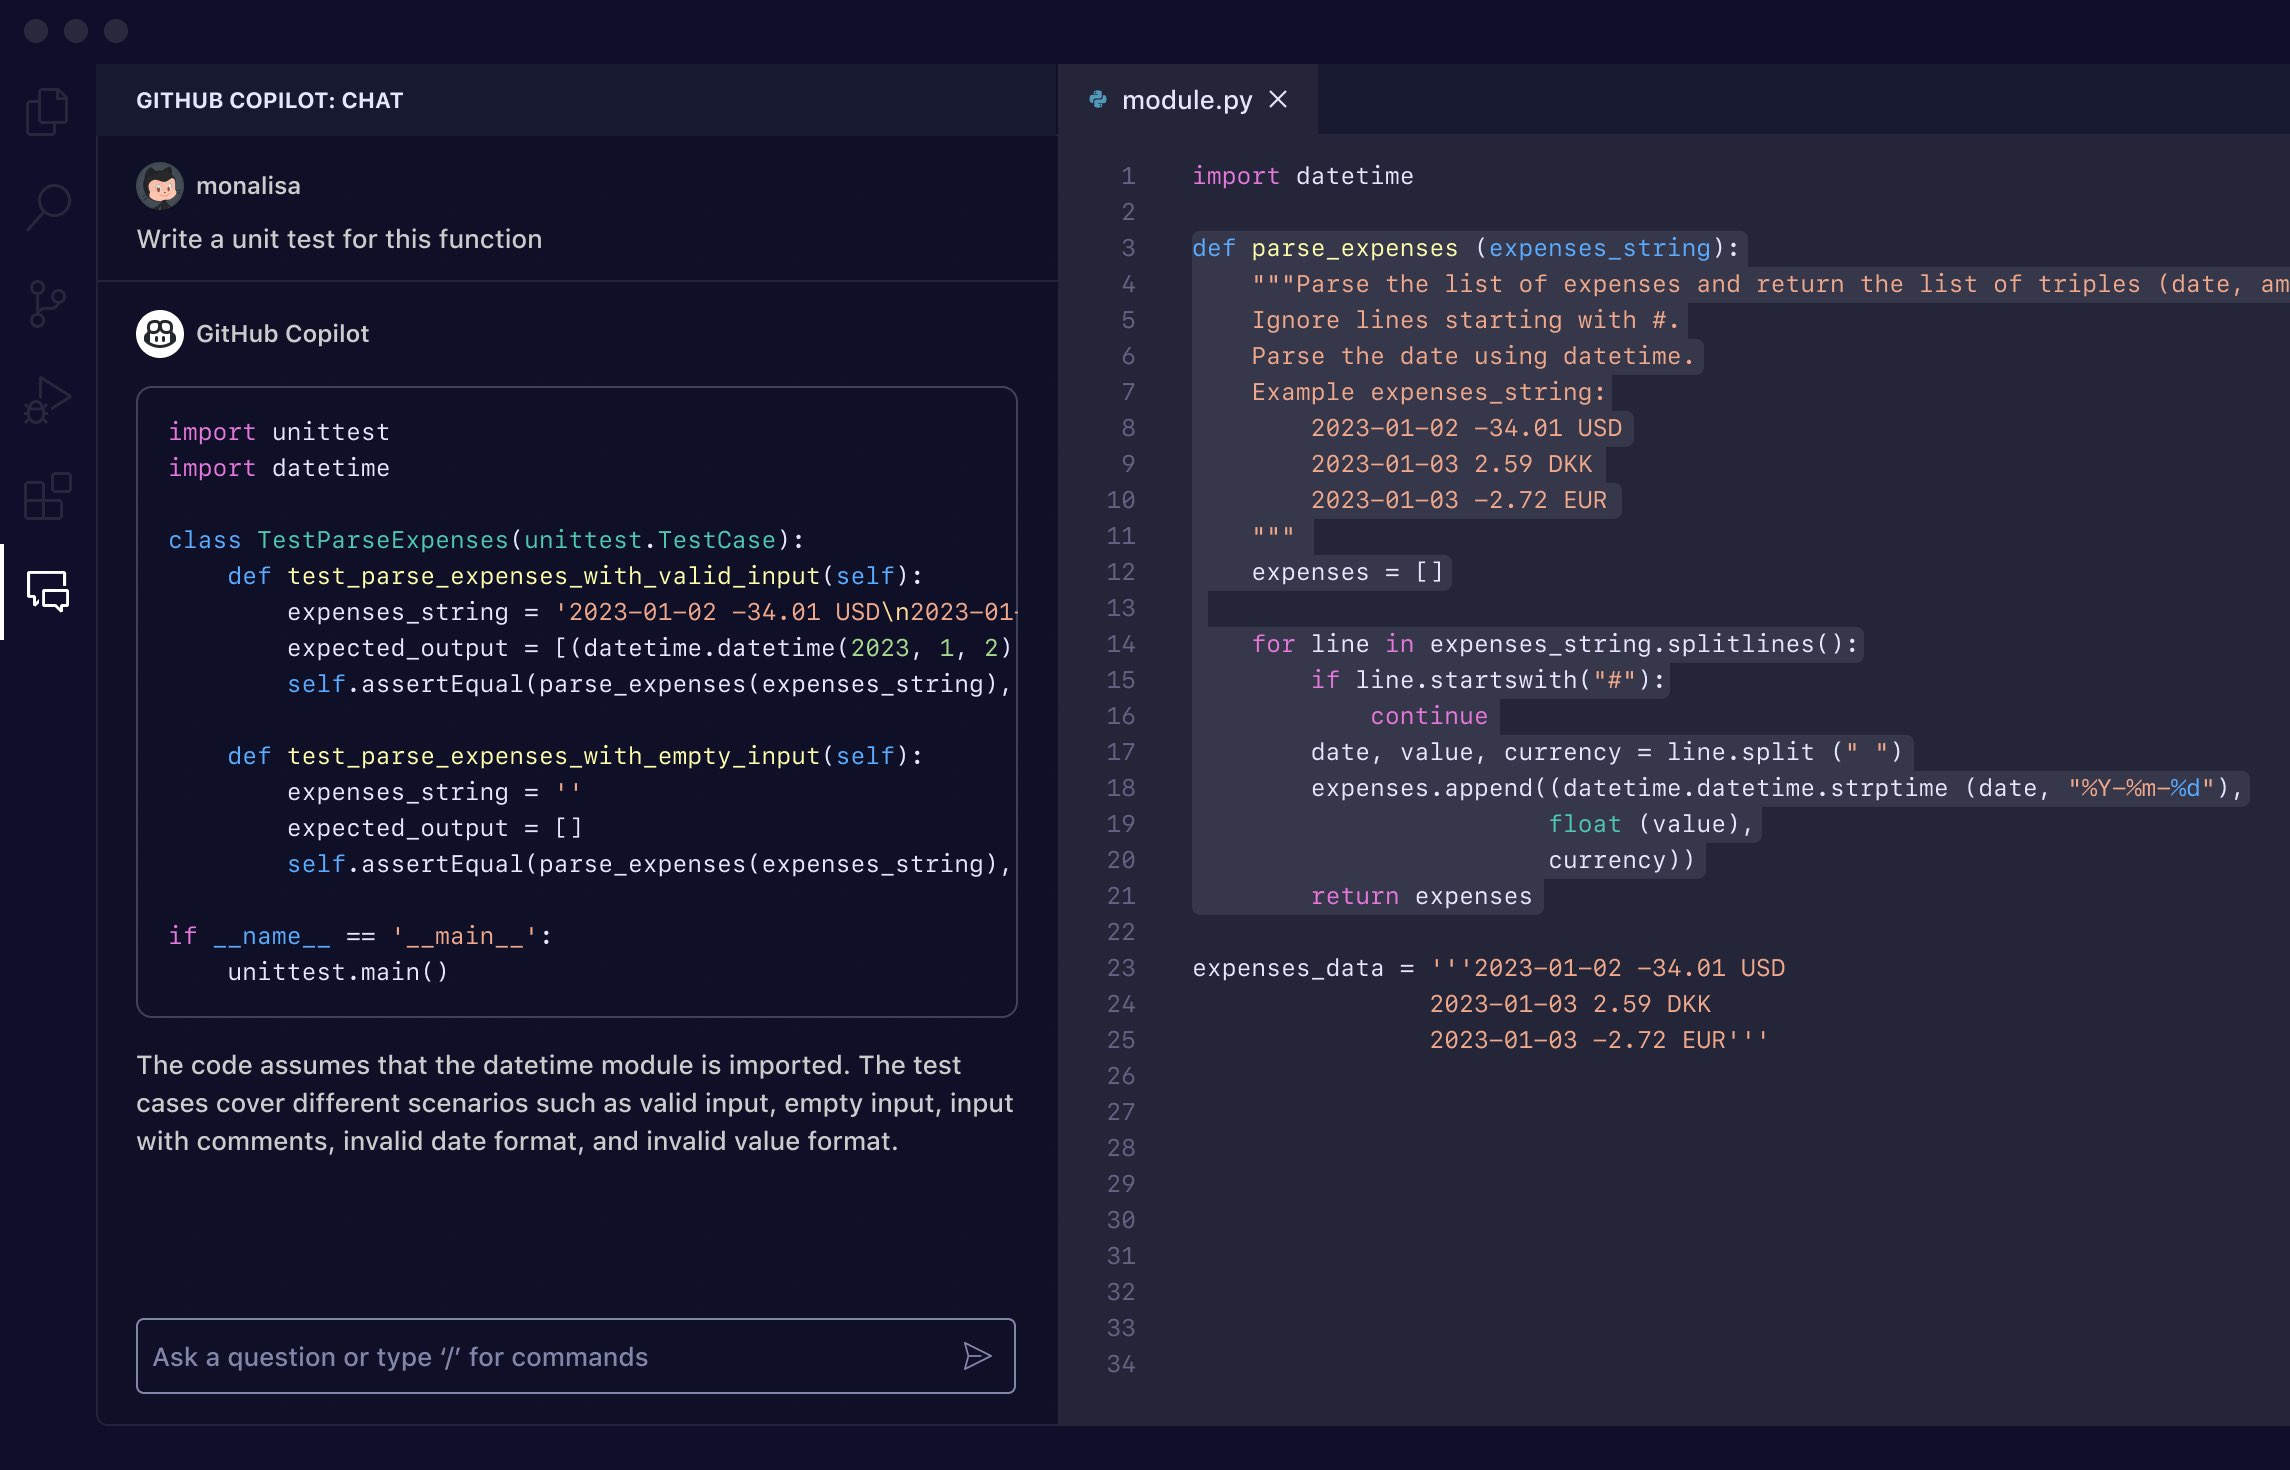 GITHUB COPILOT: CHAT
monalisa
Write a unit test for this function
GitHub Copilot
import unittest
import datetime
class TestParseExpenses(unittest.TestCase):
def test_parse_expenses_with_valid_input(self):
expenses_string = '2023-01-02 -34.01 USD\n2023-01-
expected_output = [(datetime.datetime(2023, 1, 2)
self.assertEqual(parse_expenses(expenses_string),
def test_parse_expenses_with_empty_input(self):
expenses_string = ''
expected_output = []
self.assertEqual(parse_expenses(expenses_string),
if __name__ == '__main__':
unittest.main()
The code assumes that the datetime module is imported. The test
cases cover different scenarios such as valid input, empty input, input
with comments, invalid date format, and invalid value format.
Ask a question or type ‘/’ for commands
module.py
1 import datetime
2
3 def parse_expenses (expenses_string):
4 """Parse the list of expenses and return the list of triples (date, am
5 Ignore lines starting with #.
6 Parse the date using datetime.
7 Example expenses_string:
8 2023-01-02 -34.01 USD
9 2023-01-03 2.59 DKK
10 2023-01-03 -2.72 EUR
11 """
12 expenses = []
13
14 for line in expenses_string.splitlines():
15 if line.startswith("#"):
16 continue
17 date, value, currency = line.split (" ")
18 expenses.append((datetime.datetime.strptime (date, "%Y-%m-%d"),
19 float (value),
20 currency))
21 return expenses
22
23 expenses_data = '''2023-01-02 -34.01 USD
24 2023-01-03 2.59 DKK
25 2023-01-03 -2.72 EUR'''
26
27
28
29
30
31
32
33
34